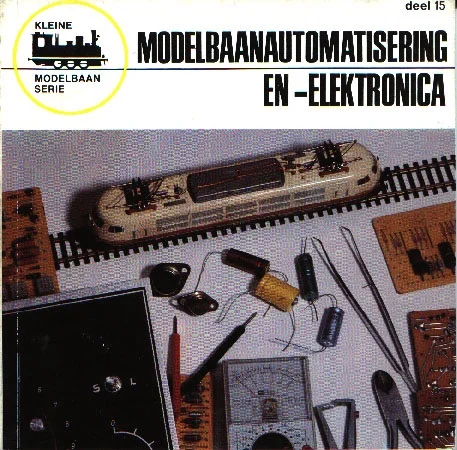 deel 15
KLEINE
MODELBAAN
SERIE
MODELBAANAUTOMATISERING
EN -ELEKTRONICA
S L